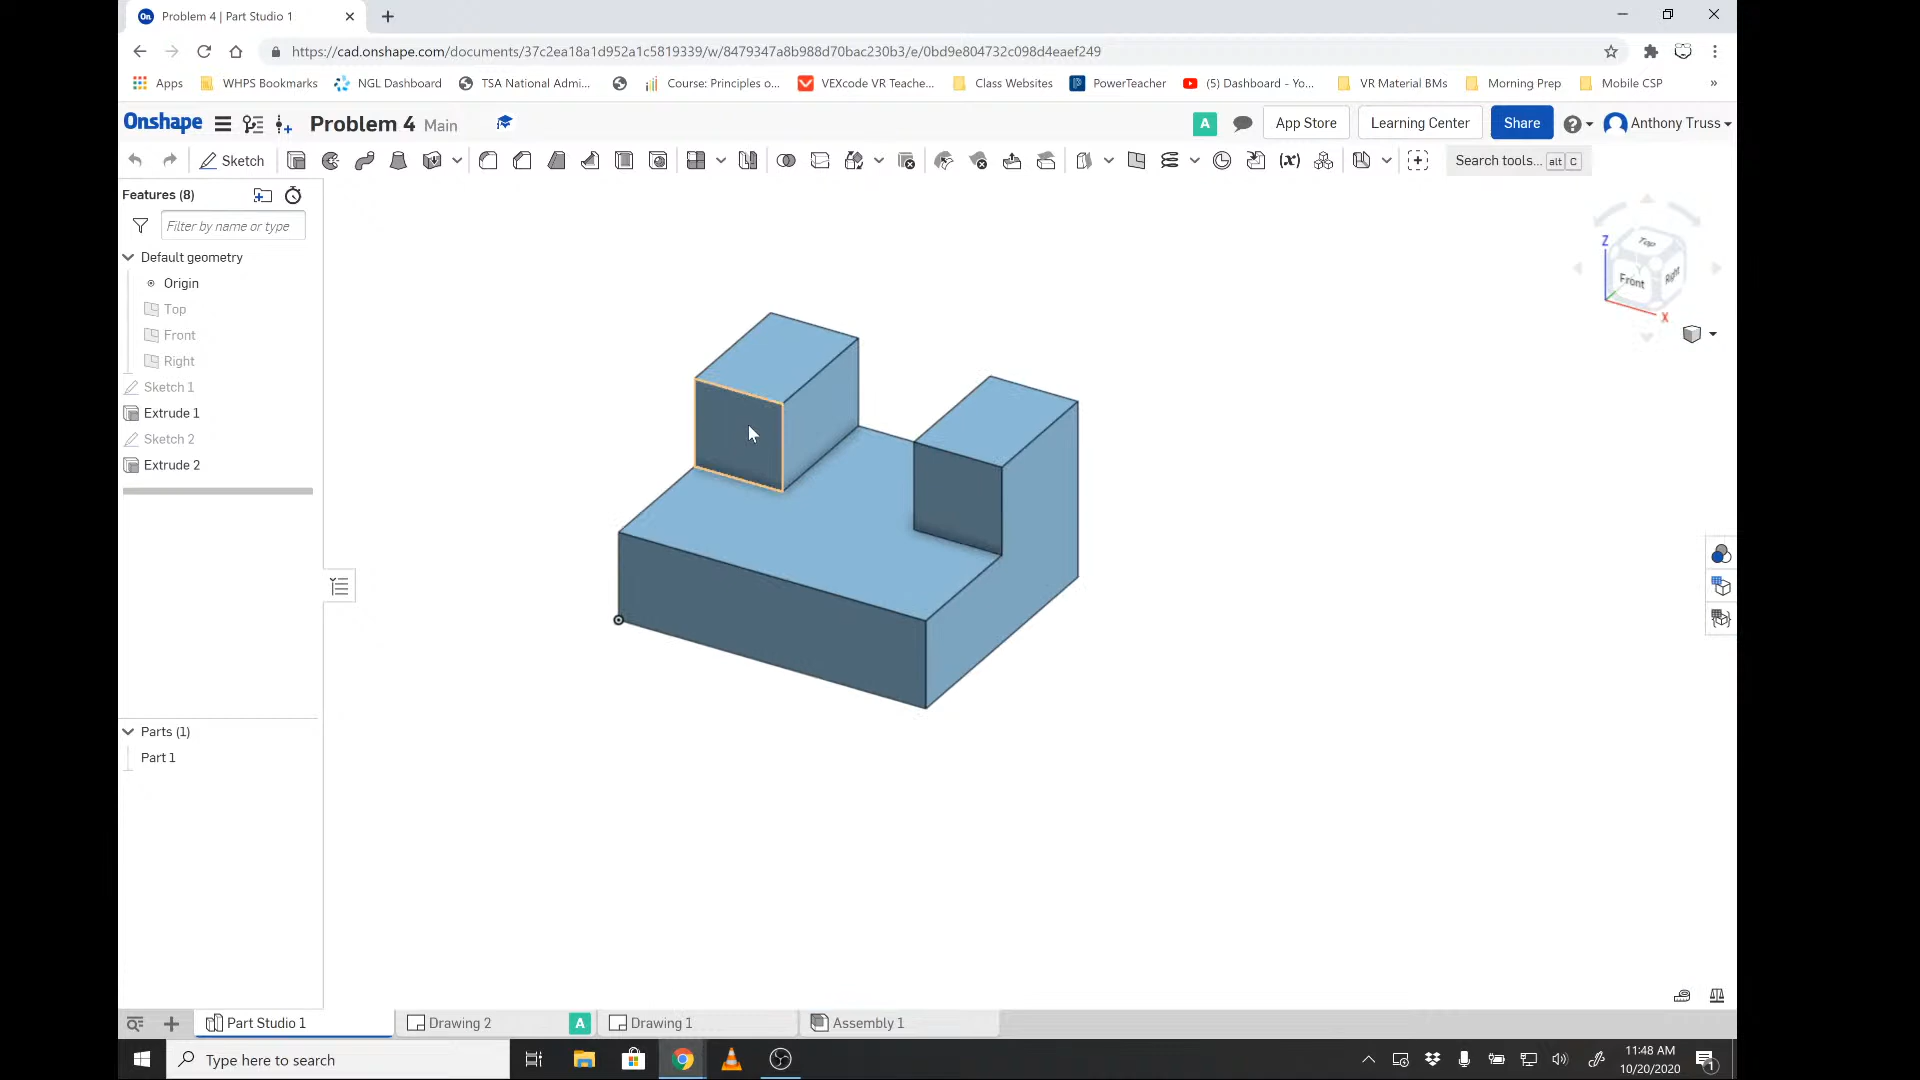 Problem 4 | Part Studio 1
https://cad.onshape.com/documents/37c2ea18a1d952a1c5819339/w/8479347a8b988d70bac230b3/e/0bd9e804732c098d4eaef249
Apps WHPS Bookmarks NGL Dashboard TSA National Admi... Course: Principles o... VEXcode VR Teache... Class Websites PowerTeacher (5) Dashboard - Yo... VR Material BMs Morning Prep Mobile CSP »
Onshape Problem 4 Main A App Store Learning Center Share Anthony Truss
Sketch Search tools... alt C
Features (8)
Filter by name or type
Default geometry
Origin
Top
Front
Right
Sketch 1
Extrude 1
Sketch 2
Extrude 2
Z
Top
Front
Right
X
Parts (1)
Part 1
Part Studio 1 Drawing 2 A Drawing 1 Assembly 1
Type here to search
11:48 AM
10/20/2020
1